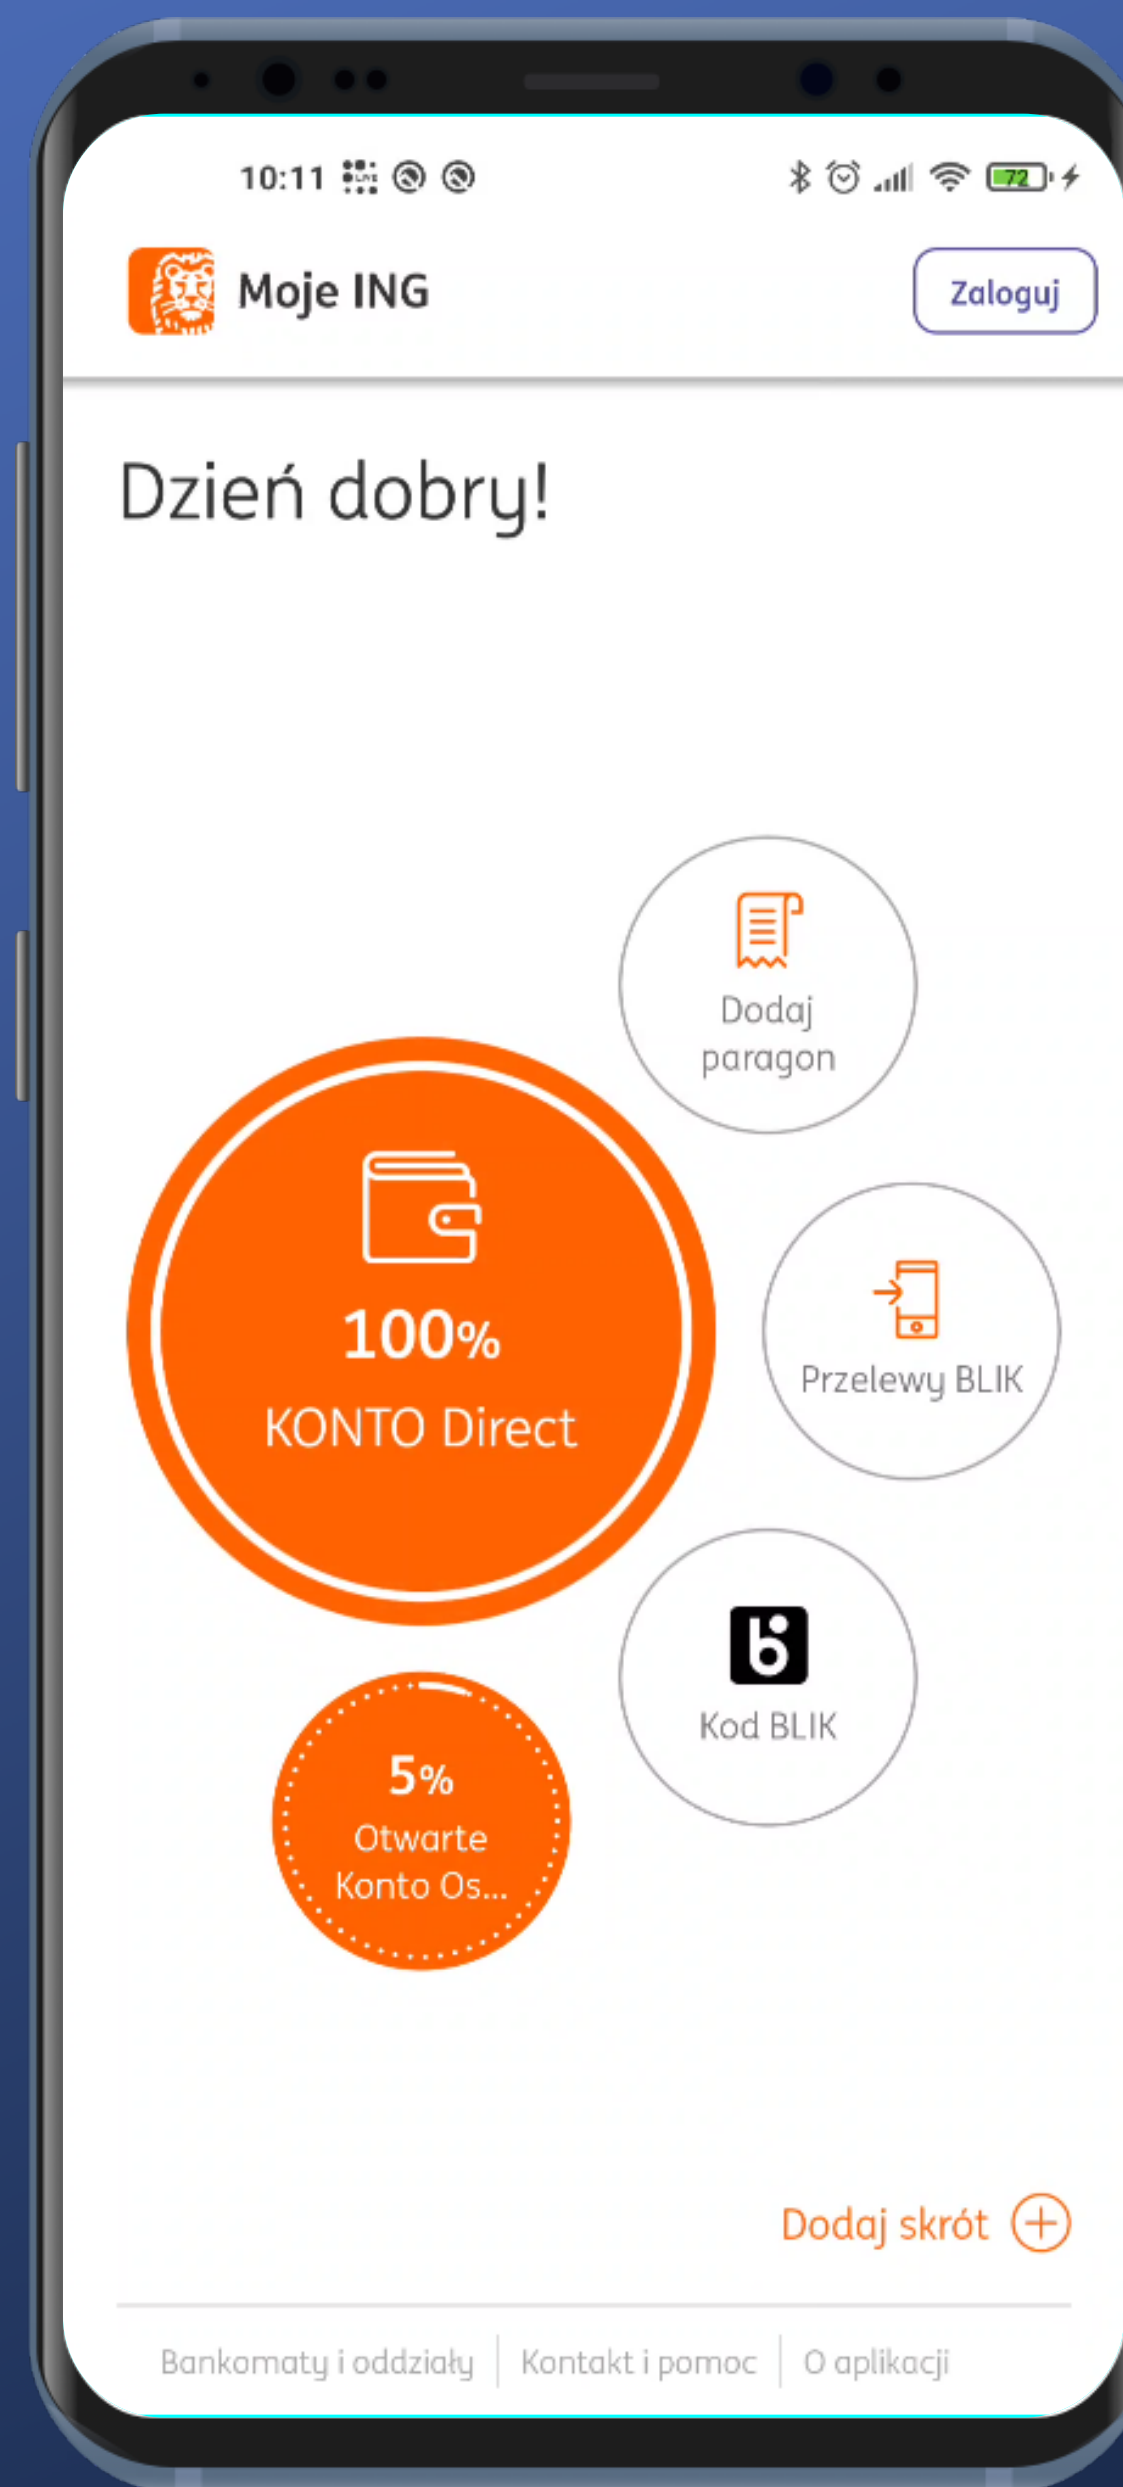 10:11
72
Moje ING
Zaloguj
Dzień dobry!
Dodaj
paragon
100%
KONTO Direct
Przelewy BLIK
Kod BLIK
5%
Otwarte
Konto Os...
Dodaj skrót
Bankomaty i oddziały
Kontakt i pomoc
O aplikacji